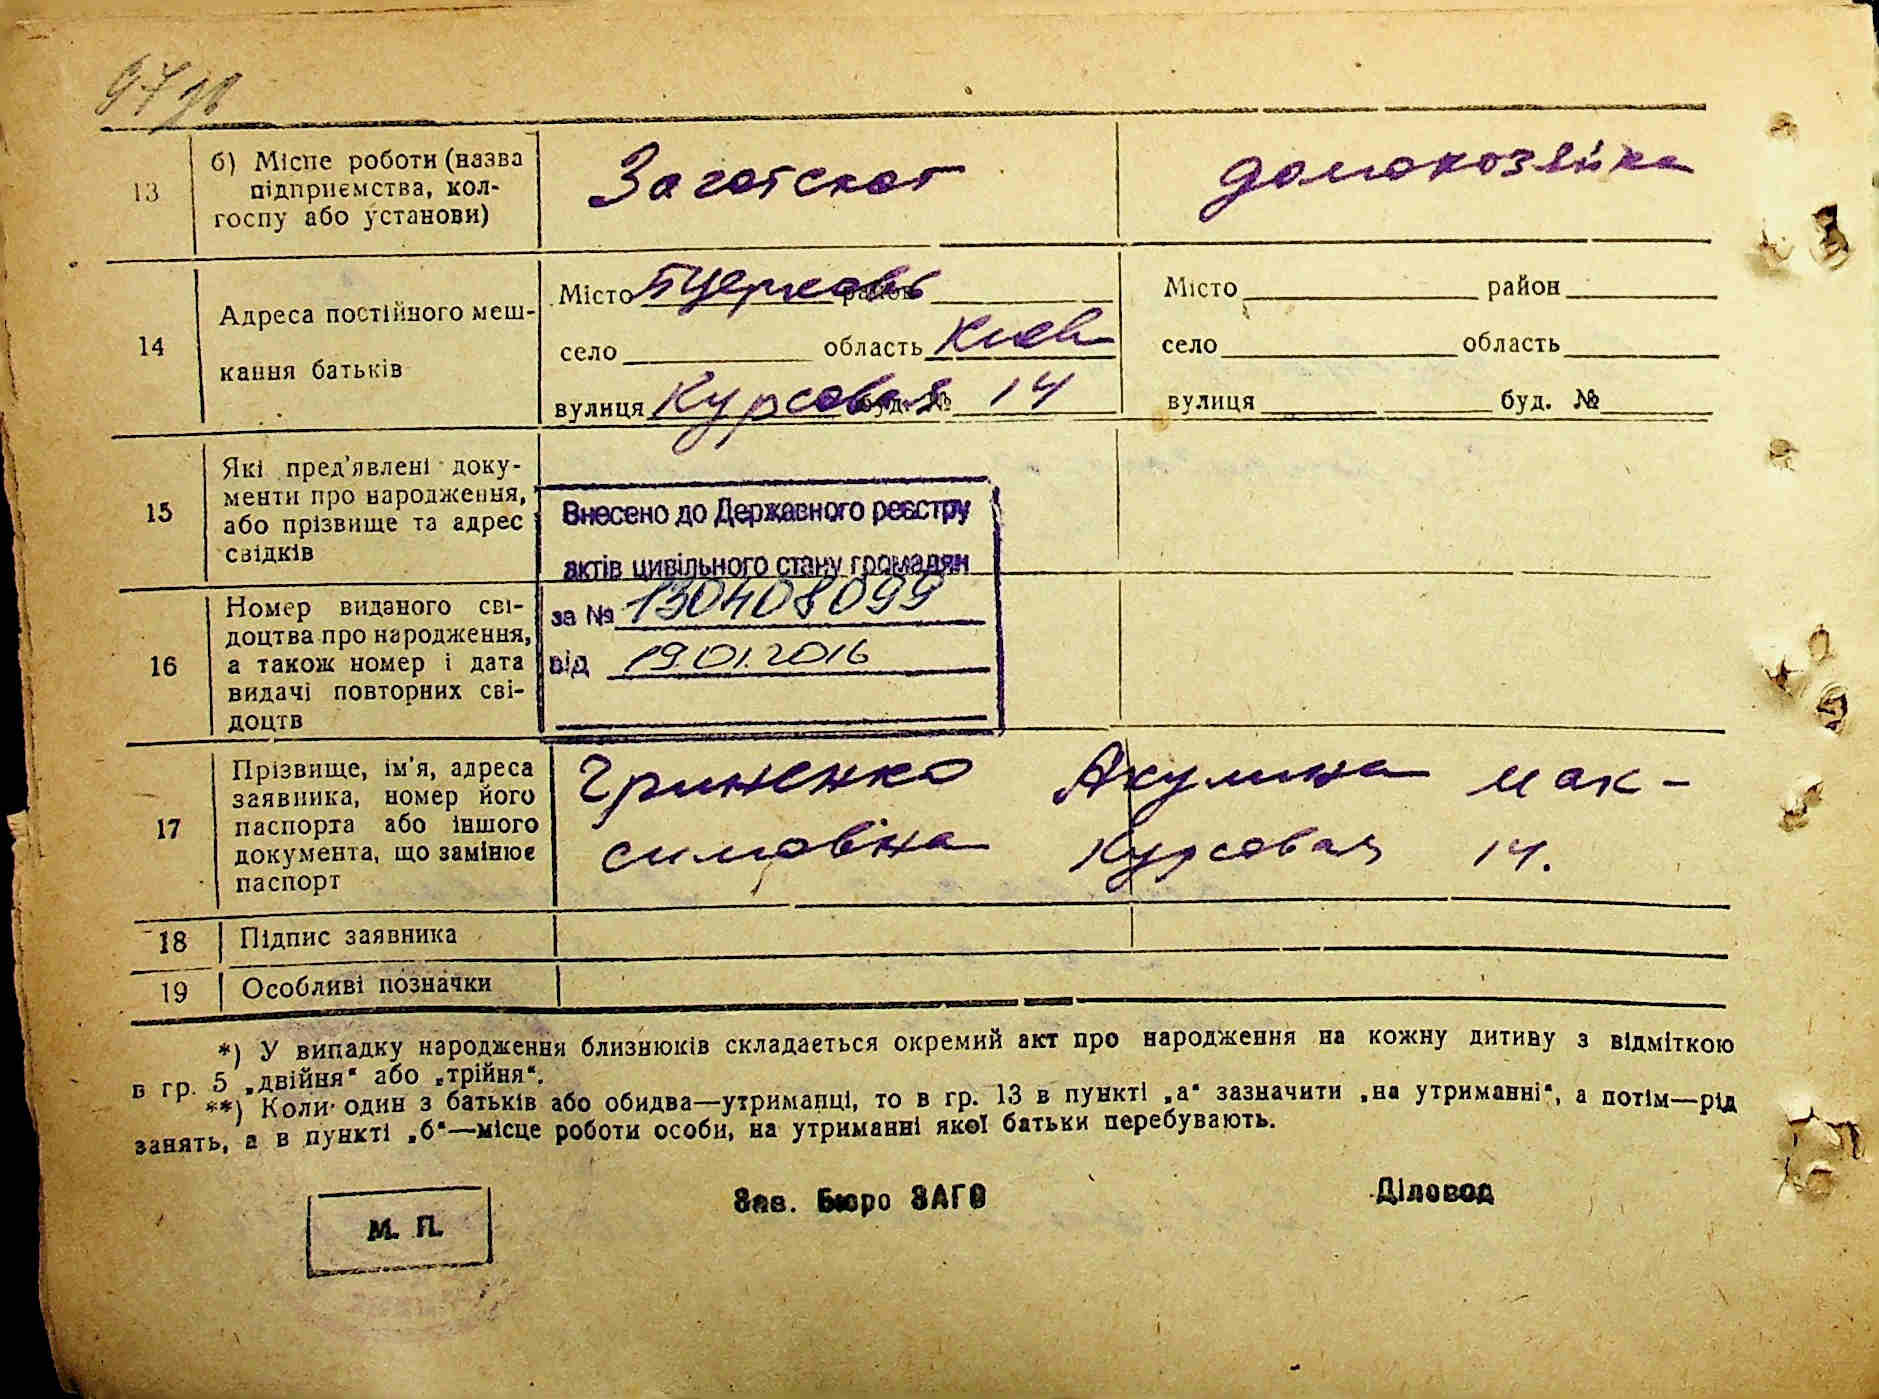 13
б) Місце роботи (назва
підприємства, кол-
госпу або установи)
Заготскот
домохозяйка
14
Адреса постійного меш-
кання батьків
Місто БЦерковь район
село область Киев
вулиця Курсовая буд. № 14
Місто район
село область
вулиця буд. №
15
Які пред'явлені доку-
менти про народження,
або прізвище та адрес
свідків
Внесено до Державного реєстру
актів цивільного стану громадян
за № 130408099
від 19.01.2016
16
Номер виданого сві-
доцтва про народження,
а також номер і дата
видачі повторних сві-
доцтв
17
Прізвище, ім'я, адреса
заявника, номер його
паспорта або іншого
документа, що замінює
паспорт
Гриненко Акулина Мак-
симовна Курсовая 14.
18 Підпис заявника
19 Особливі позначки
*) У випадку народження близнюків складається окремий акт про народження на кожну дитину з відміткою
в гр. 5 „двійня" або „трійня".
**) Коли один з батьків або обидва—утриманці, то в гр. 13 в пункті „а" зазначити „на утриманні", а потім—рід
занять, а в пункті „б"—місце роботи особи, на утриманні якої батьки перебувають.
М. П.
Зав. Бюро ЗАГС
Діловод